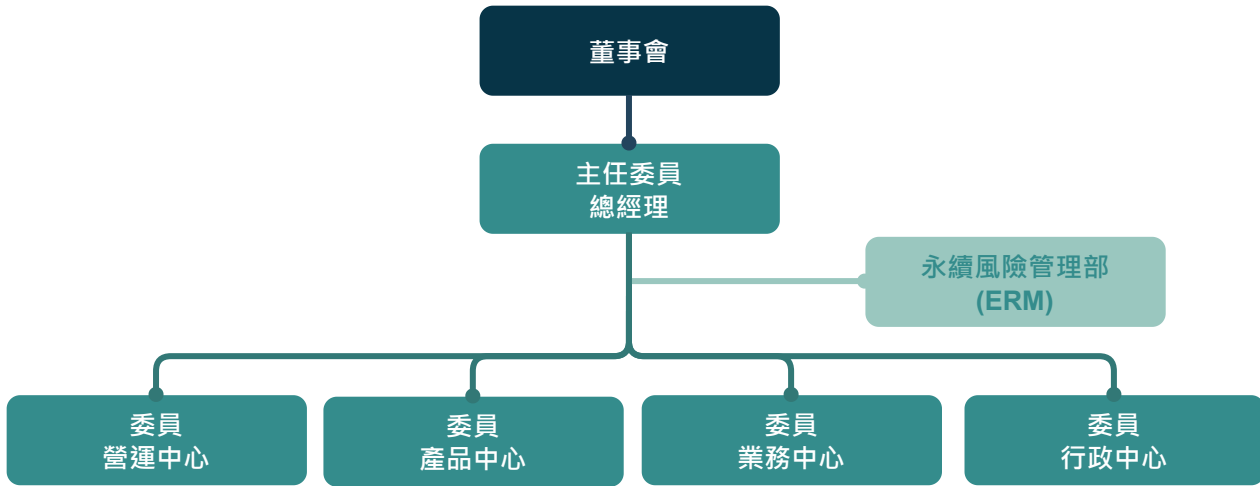 董事會
主任委員
總經理
永續風險管理部
(ERM)
委員
營運中心
委員
產品中心
委員
業務中心
委員
行政中心